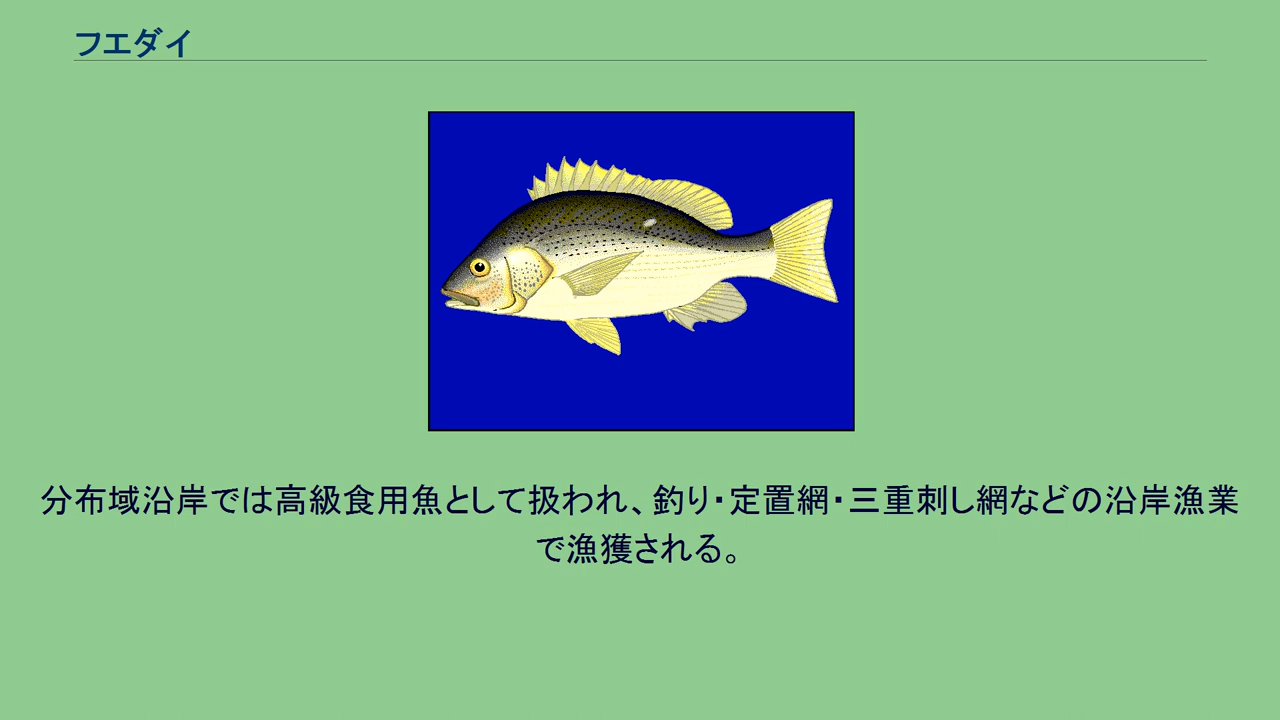 フエダイ
分布域沿岸では高級食用魚として扱われ、釣り・定置網・三重刺し網などの沿岸漁業
で漁獲される。